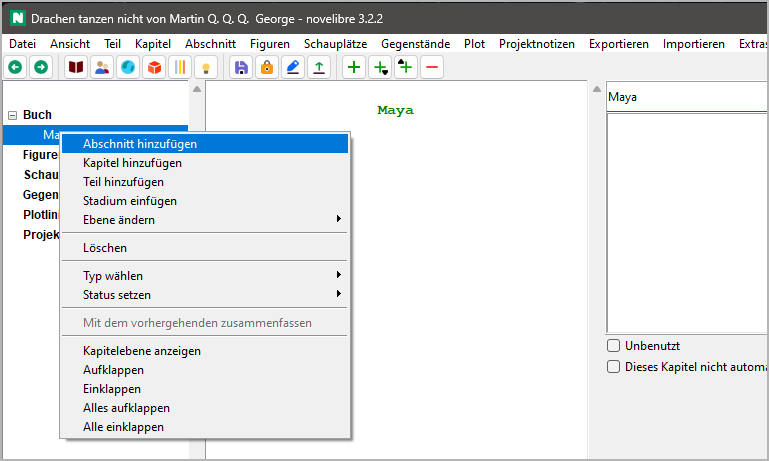 N Drachen tanzen nicht von Martin Q. Q. Q. George - novelibre 3.2.2
Datei Ansicht Teil Kapitel Abschnitt Figuren Schauplätze Gegenstände Plot Projektnotizen Exportieren Importieren Extras
Buch
Maya
Maya
Ma
Abschnitt hinzufügen
Figure
Kapitel hinzufügen
Schau
Teil hinzufügen
Gegen
Stadium einfügen
Plotlini
Ebene ändern
Projek
Löschen
Typ wählen
Status setzen
Mit dem vorhergehenden zusammenfassen
Kapitelebene anzeigen
Aufklappen
Einklappen
Alles aufklappen
Alle einklappen
Unbenutzt
Dieses Kapitel nicht automa